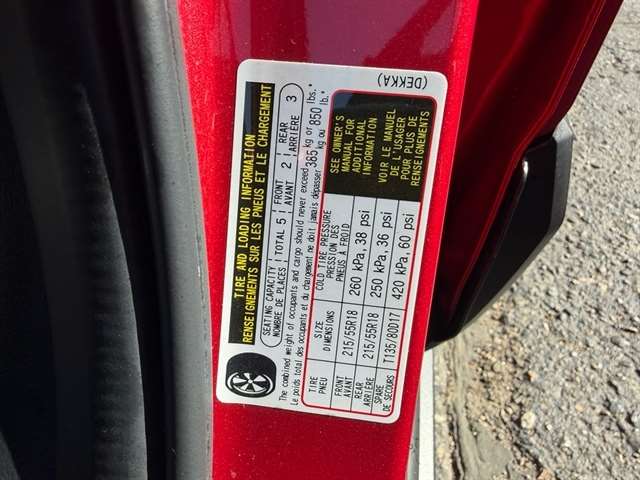 TIRE AND LOADING INFORMATION
RENSEIGNEMENTS SUR LES PNEUS ET LE CHARGEMENT
SEATING CAPACITY TOTAL 5 FRONT 2 REAR 3
NOMBRE DE PLACES AVANT ARRIÈRE
The combined weight of occupants and cargo should never exceed 385 kg or 850 lbs.*
Le poids total des occupants et du chargement ne doit jamais dépasser 385 kg ou 850 lb.*
TIRE SIZE COLD TIRE PRESSURE
PNEU DIMENSIONS PRESSION DES PNEUS À FROID
FRONT AVANT 215/55R18 260 kPa, 38 psi
REAR ARRIÈRE 215/55R18 250 kPa, 36 psi
SPARE DE SECOURS T135/80D17 420 kPa, 60 psi
SEE OWNER'S
MANUAL FOR
ADDITIONAL
INFORMATION
VOIR LE MANUEL
DE L'USAGER
POUR PLUS DE
RENSEIGNEMENTS
(DEKKA)